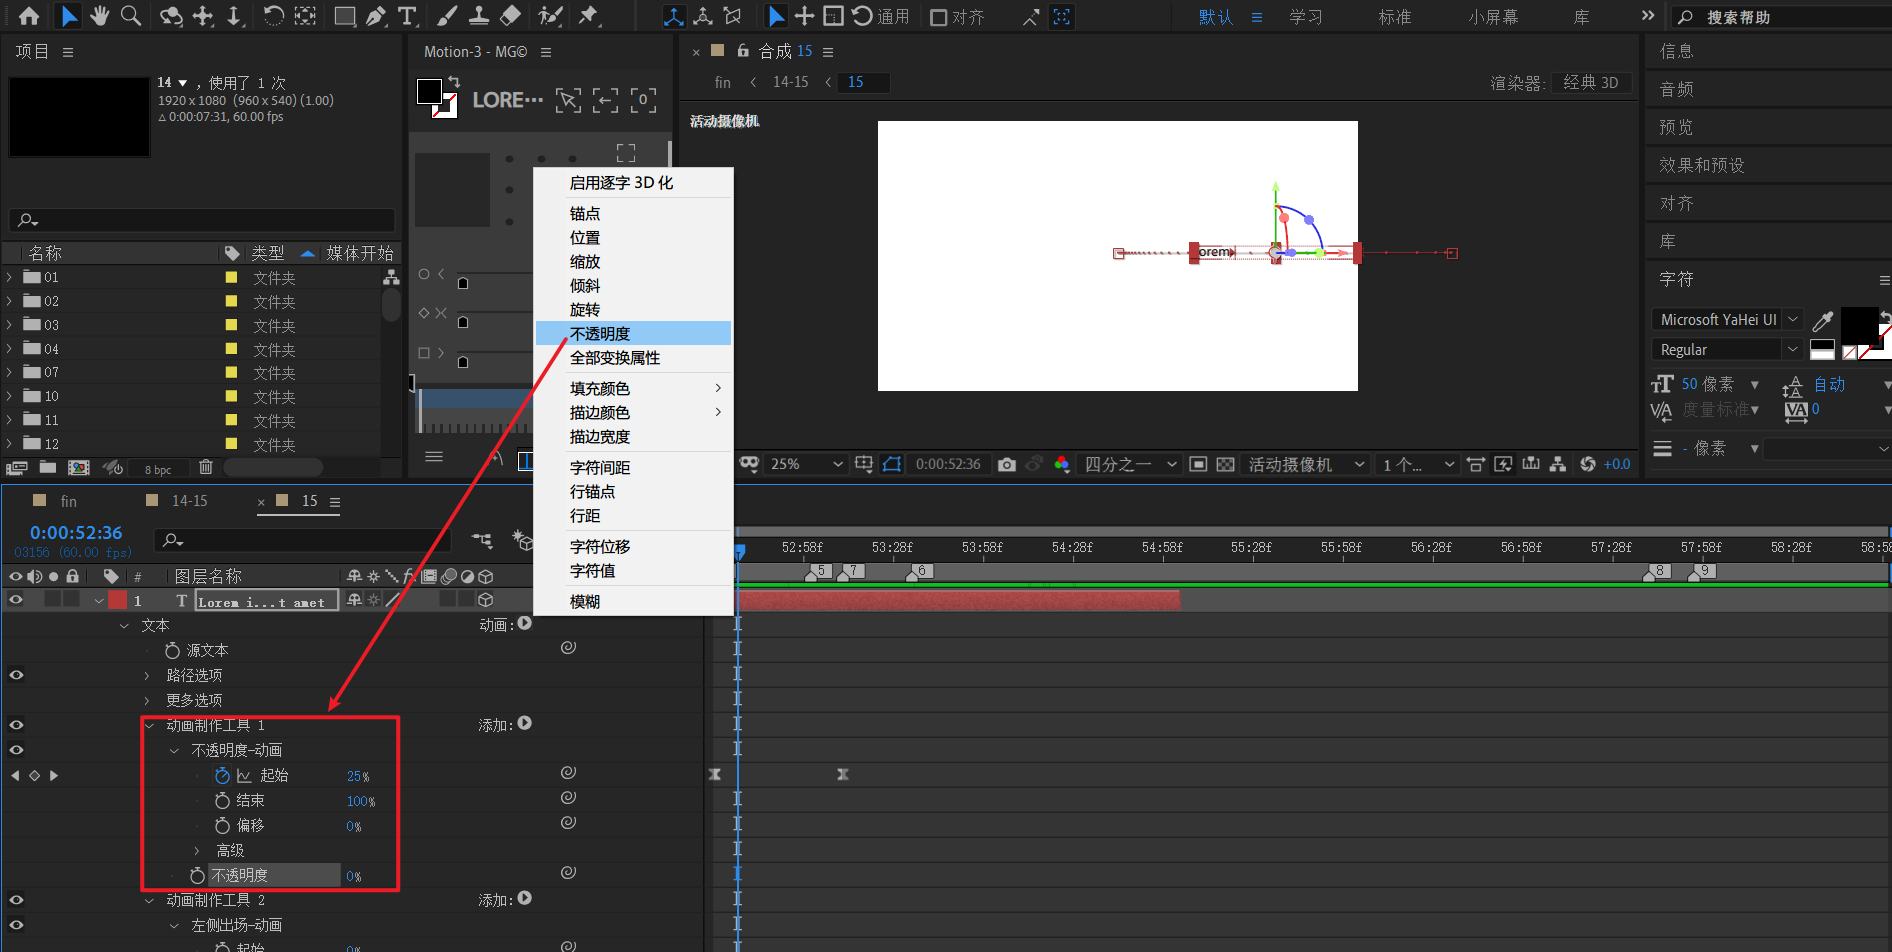 通用
对齐
默认
学习
标准
小屏幕
库
搜索帮助
项目
14 ▼ ，使用了 1 次
1920 x 1080 (960 x 540) (1.00)
△ 0:00:07:31, 60.00 fps
名称
类型
媒体开始
01
文件夹
02
文件夹
03
文件夹
04
文件夹
07
文件夹
10
文件夹
11
文件夹
12
文件夹
8 bpc
Motion-3 - MG©
LORE···
0
启用逐字 3D 化
锚点
位置
缩放
倾斜
旋转
不透明度
全部变换属性
填充颜色
描边颜色
描边宽度
字符间距
行锚点
行距
字符位移
字符值
模糊
合成 15
fin
14-15
15
渲染器:
经典 3D
活动摄像机
orem
25%
0:00:52:36
四分之一
活动摄像机
1 个...
+0.0
信息
音频
预览
效果和预设
对齐
库
字符
Microsoft YaHei UI
Regular
50 像素
自动
度量标准
0
- 像素
fin
14-15
15
0:00:52:36
03156 (60.00 fps)
#
图层名称
52:58f
53:28f
53:58f
54:28f
54:58f
55:28f
55:58f
56:28f
56:58f
57:28f
57:58f
58:28f
58:58
5
7
6
8
9
1
T
Lorem i...t amet
文本
动画:
源文本
路径选项
更多选项
动画制作工具 1
添加:
不透明度-动画
起始
25%
结束
100%
偏移
0%
高级
不透明度
0%
动画制作工具 2
添加:
左侧出场-动画
起始
0%